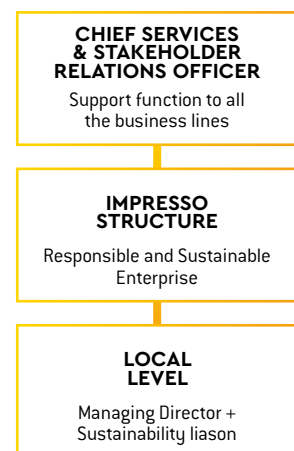 CHIEF SERVICES
& STAKEHOLDER
RELATIONS OFFICER
Support function to all
the business lines
IMPRESSO
STRUCTURE
Responsible and Sustainable
Enterprise
LOCAL
LEVEL
Managing Director +
Sustainability liason